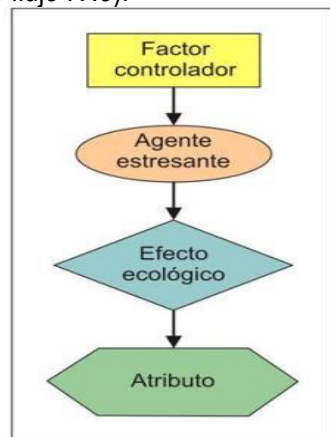 Factor
controlador
Agente
estresante
Efecto
ecológico
Atributo